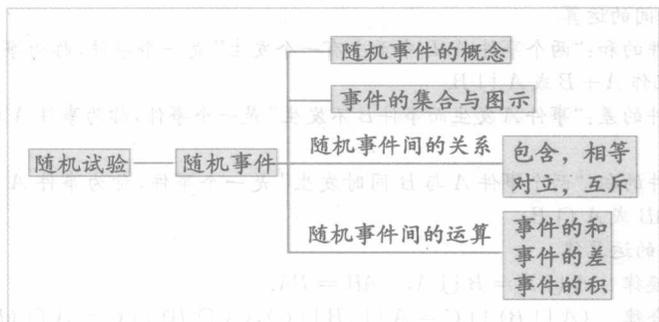 随机事件的概念
事件的集合与图示
随机事件间的关系
包含，相等
对立，互斥
随机试验
随机事件
随机事件间的运算
事件的和
事件的差
事件的积